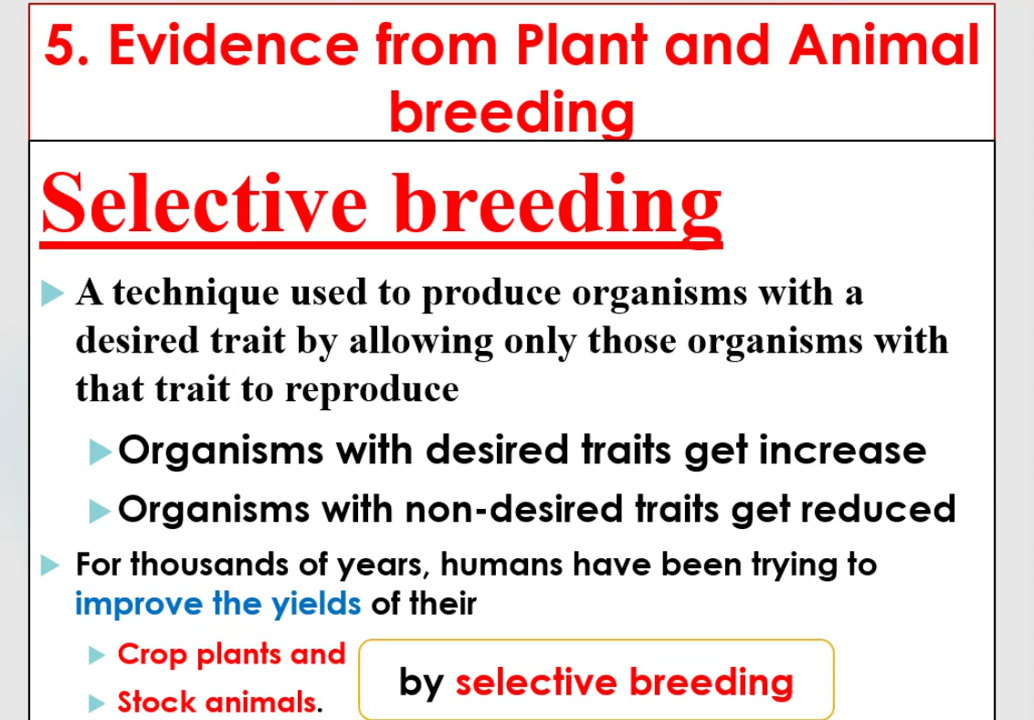 5. Evidence from Plant and Animal
breeding
Selective breeding
A technique used to produce organisms with a
desired trait by allowing only those organisms with
that trait to reproduce
Organisms with desired traits get increase
Organisms with non-desired traits get reduced
For thousands of years, humans have been trying to
improve the yields of their
Crop plants and
Stock animals.
by selective breeding